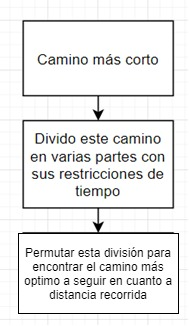 Camino más corto
Divido este camino
en varias partes con
sus restricciones de
tiempo
Permutar esta división para
encontrar el camino más
optimo a seguir en cuanto a
distancia recorrida